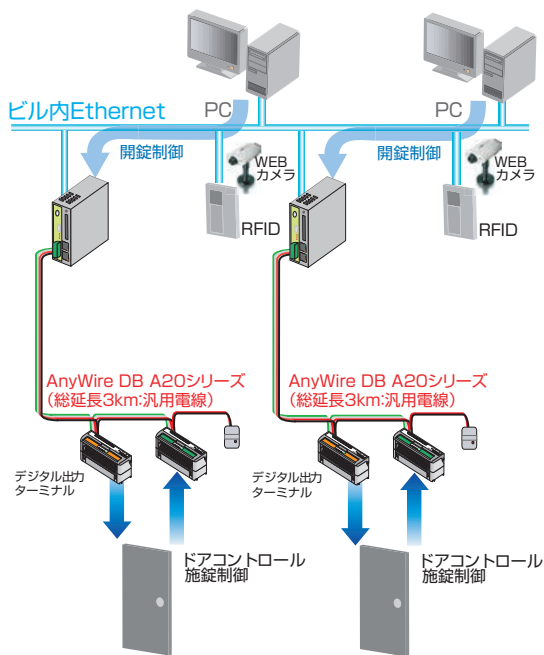 ビル内Ethernet
PC
PC
開錠制御
WEB
カメラ
開錠制御
WEB
カメラ
RFID
RFID
AnyWire DB A20シリーズ
(総延長3km:汎用電線)
AnyWire DB A20シリーズ
(総延長3km:汎用電線)
デジタル出力
ターミナル
デジタル出力
ターミナル
ドアコントロール
施錠制御
ドアコントロール
施錠制御